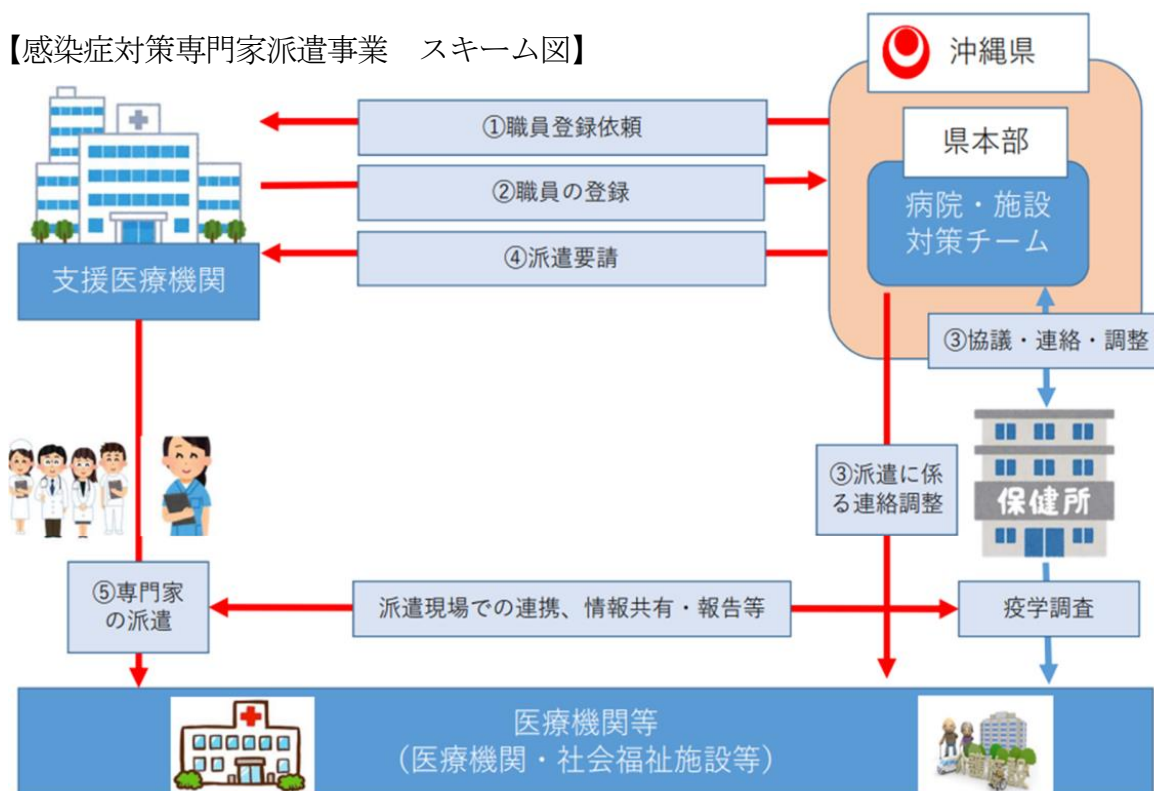 【感染症対策専門家派遣事業　スキーム図】
沖縄県
県本部
病院・施設
対策チーム
①職員登録依頼
②職員の登録
④派遣要請
支援医療機関
③協議・連絡・調整
③派遣に係
る連絡調整
保健所
⑤専門家
の派遣
派遣現場での連携、情報共有・報告等
疫学調査
医療機関等
（医療機関・社会福祉施設等）
介護施設